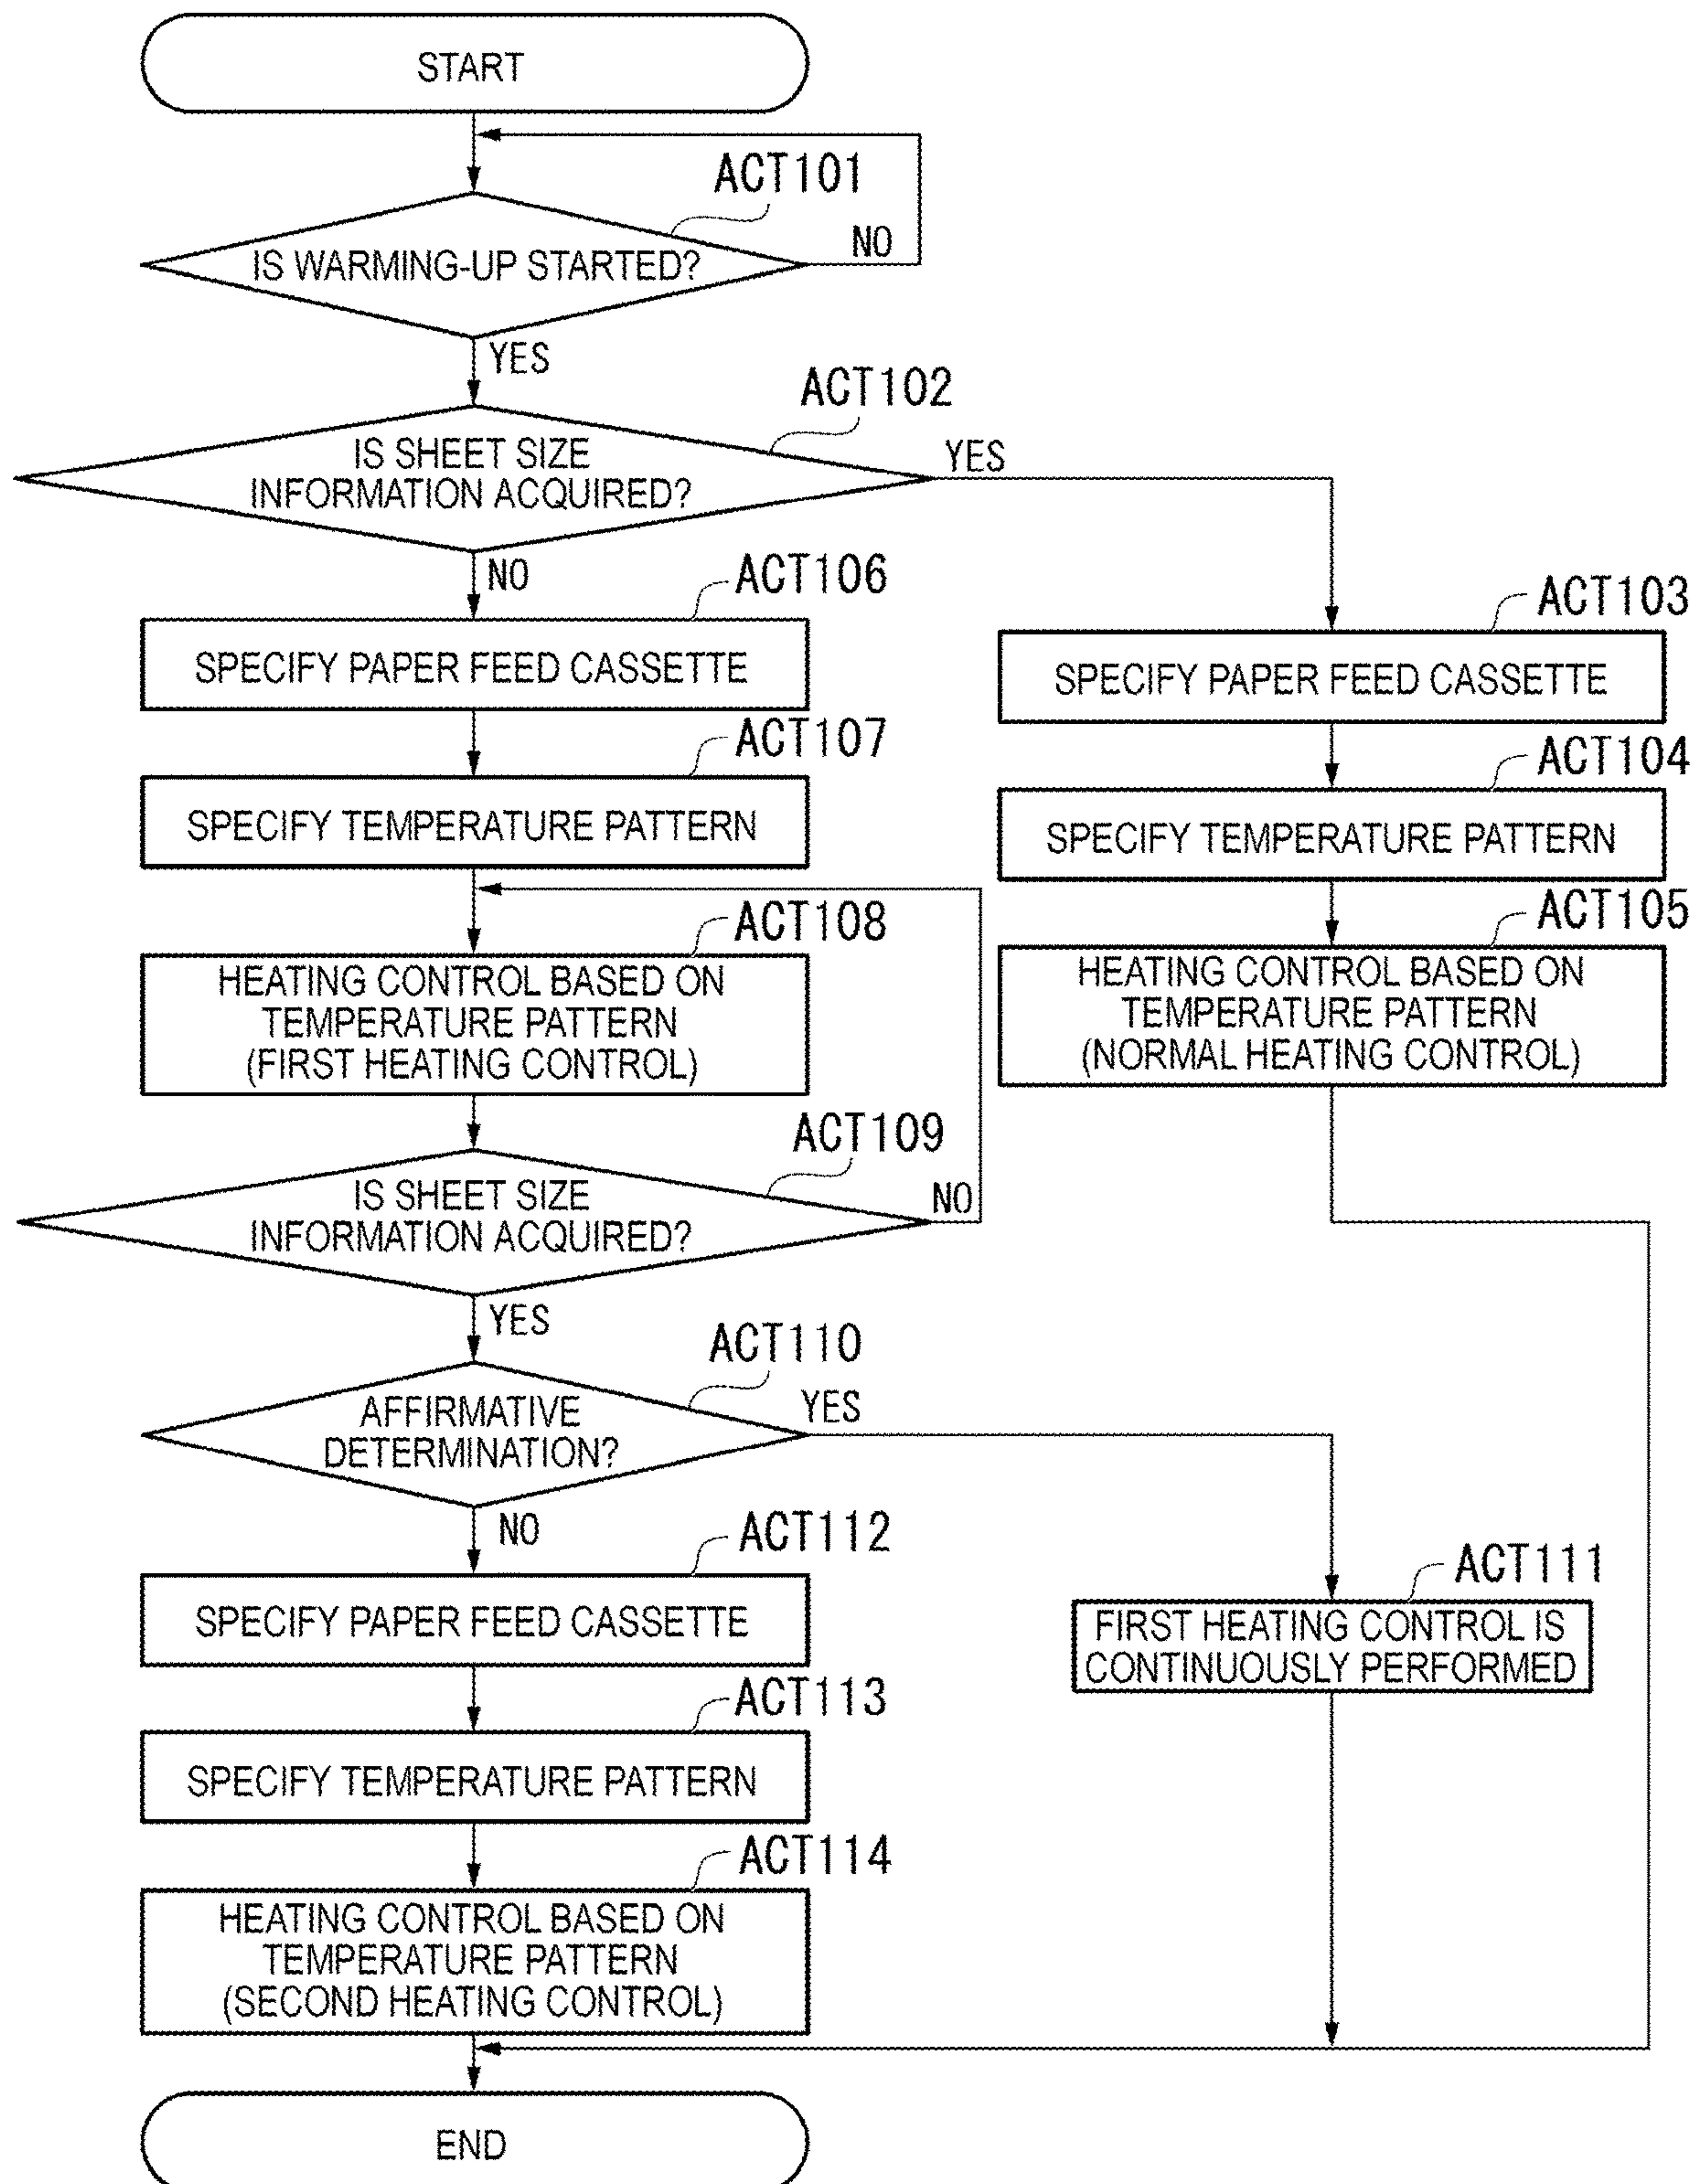 START
ACT101
IS WARMING-UP STARTED?
NO
YES
ACT102
IS SHEET SIZE
INFORMATION ACQUIRED?
YES
NO
ACT106
SPECIFY PAPER FEED CASSETTE
ACT103
SPECIFY PAPER FEED CASSETTE
ACT107
SPECIFY TEMPERATURE PATTERN
ACT104
SPECIFY TEMPERATURE PATTERN
ACT108
HEATING CONTROL BASED ON
TEMPERATURE PATTERN
(FIRST HEATING CONTROL)
ACT105
HEATING CONTROL BASED ON
TEMPERATURE PATTERN
(NORMAL HEATING CONTROL)
ACT109
IS SHEET SIZE
INFORMATION ACQUIRED?
NO
YES
ACT110
AFFIRMATIVE
DETERMINATION?
YES
NO
ACT112
SPECIFY PAPER FEED CASSETTE
ACT111
FIRST HEATING CONTROL IS
CONTINUOUSLY PERFORMED
ACT113
SPECIFY TEMPERATURE PATTERN
ACT114
HEATING CONTROL BASED ON
TEMPERATURE PATTERN
(SECOND HEATING CONTROL)
END